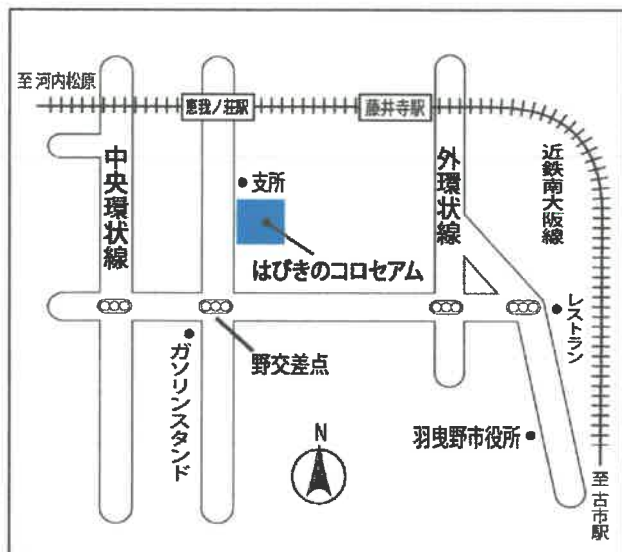 至 河内松原
恵我ノ荘駅
藤井寺駅
中央環状線
支所
外環状線
近鉄南大阪線
はびきのコロセアム
レストラン
ガソリンスタンド
野交差点
羽曳野市役所
N
至 古市駅